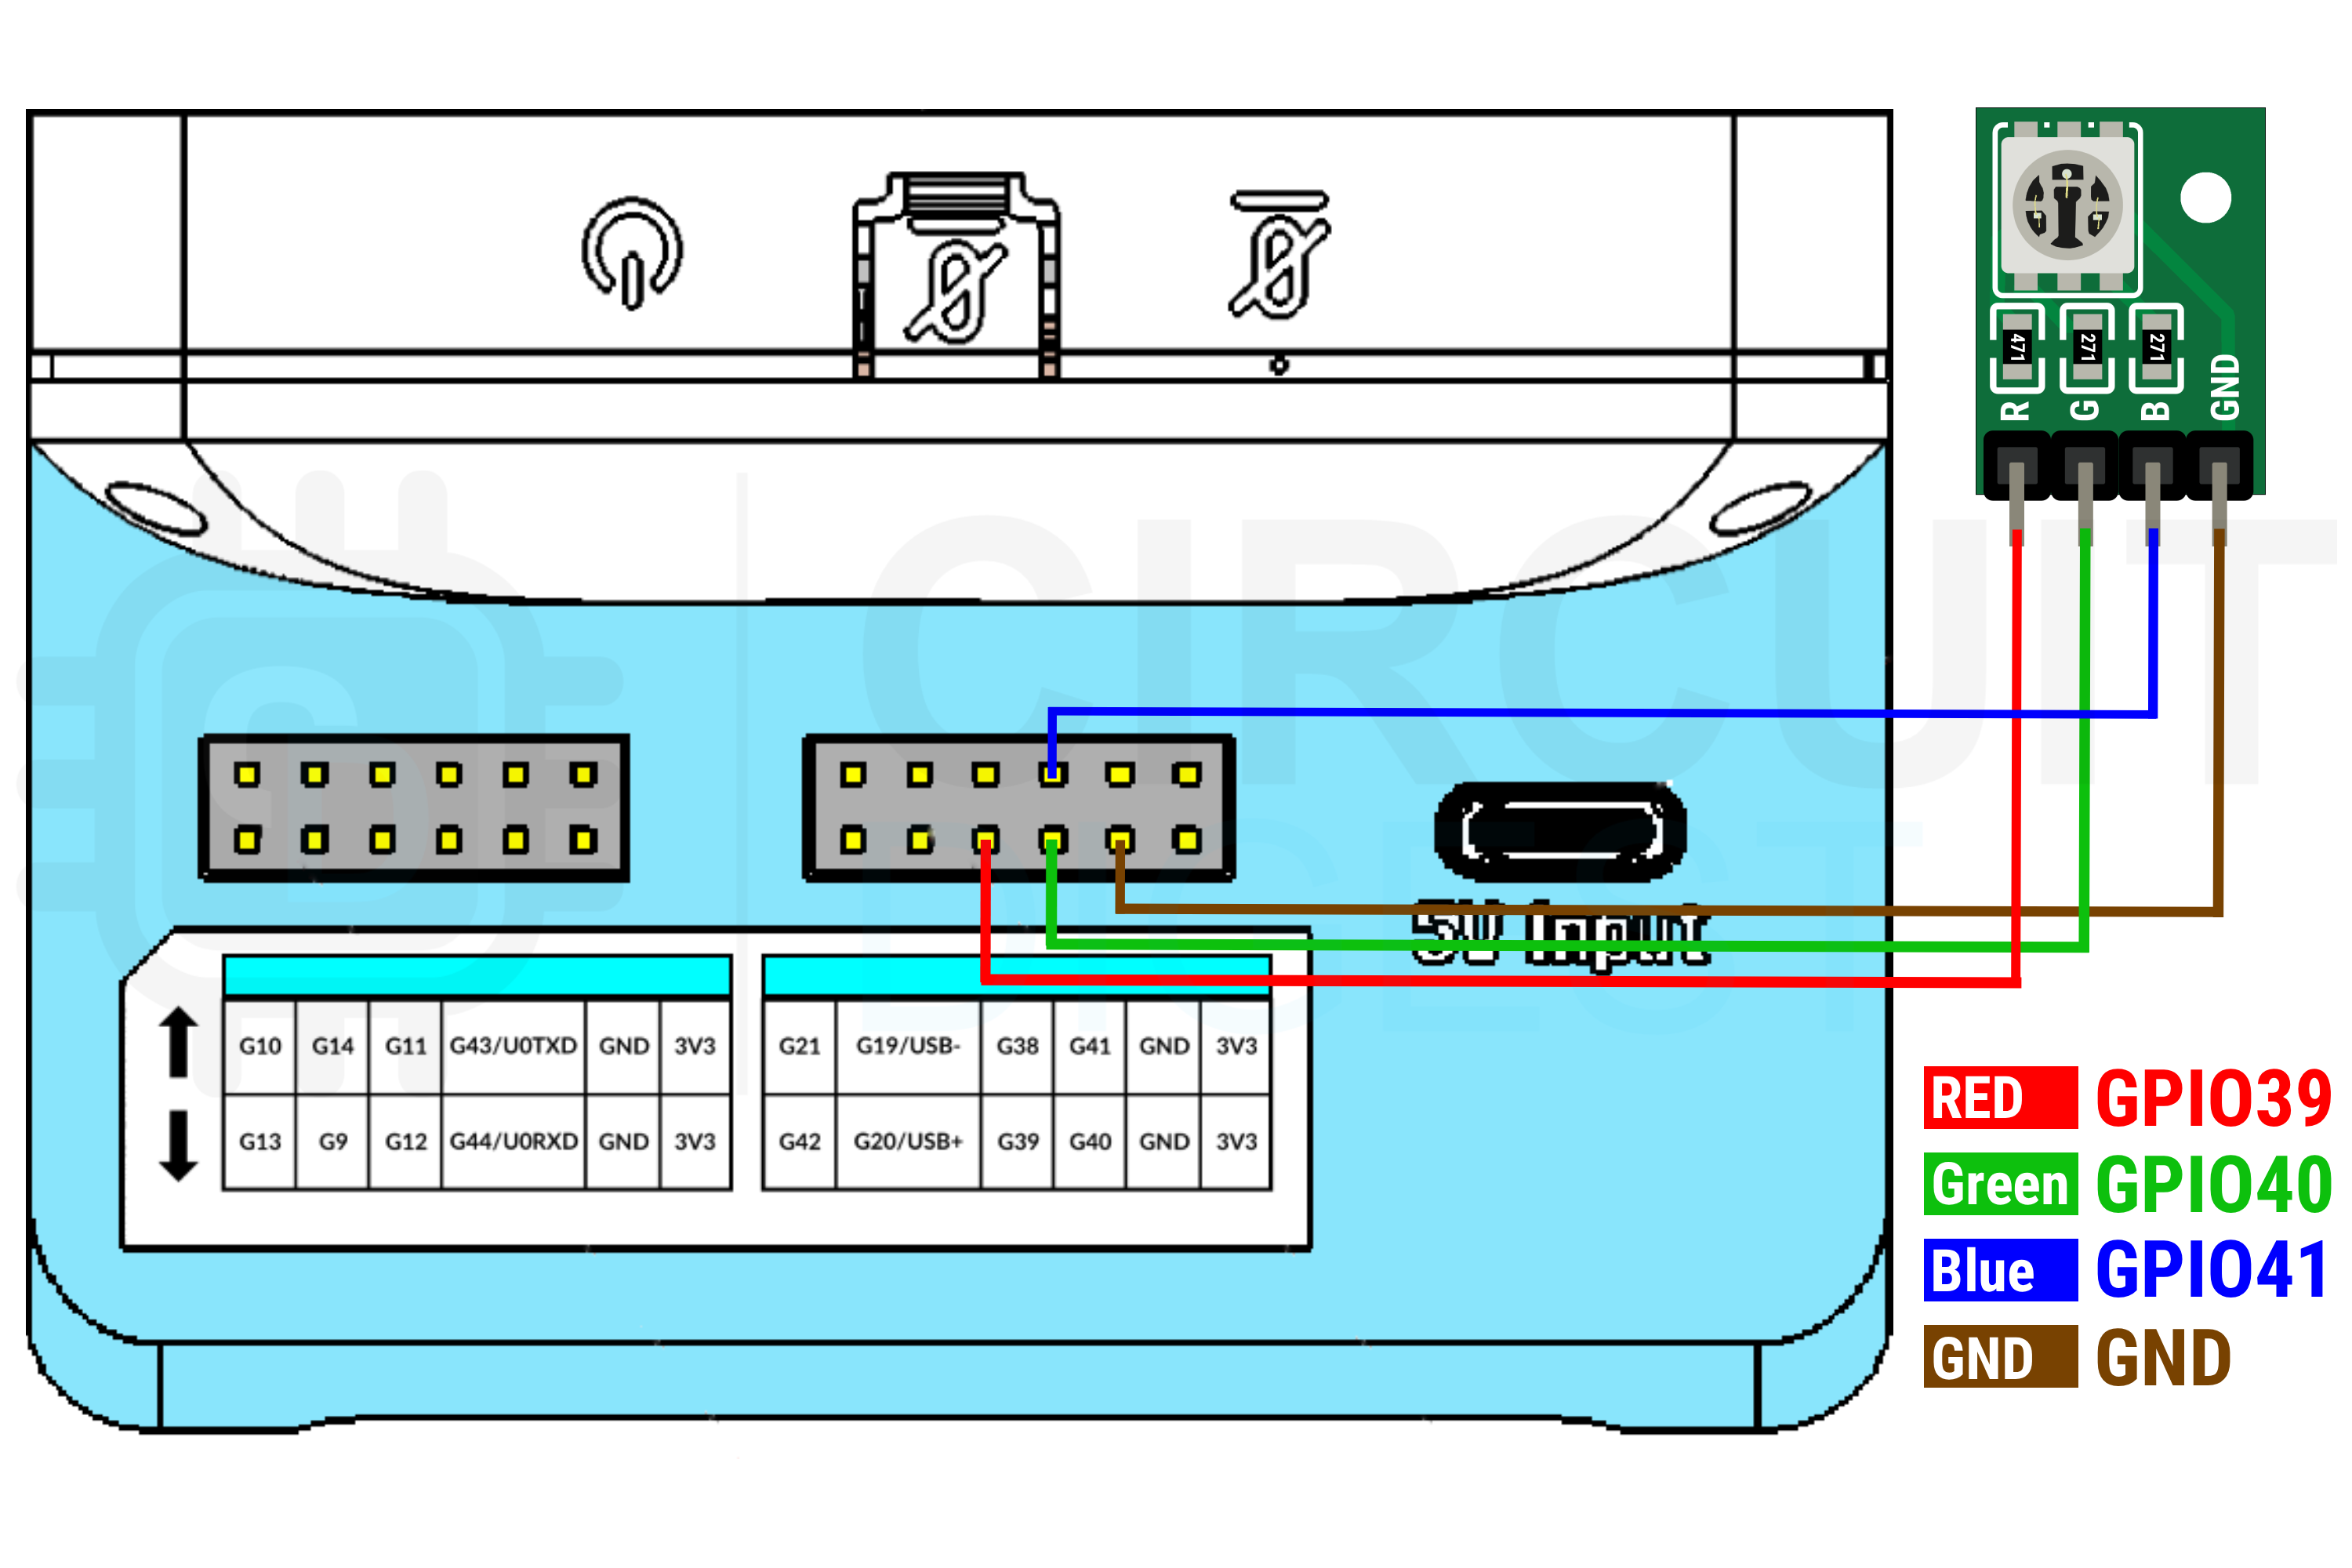 471
271
271
R
G
B
GND
CIRCUIT
DIGEST
5V Input
G10 G14 G11 G43/U0TXD GND 3V3
G13 G9 G12 G44/U0RXD GND 3V3
G21 G19/USB- G38 G41 GND 3V3
G42 G20/USB+ G39 G40 GND 3V3
RED GPIO39
Green GPIO40
Blue GPIO41
GND GND